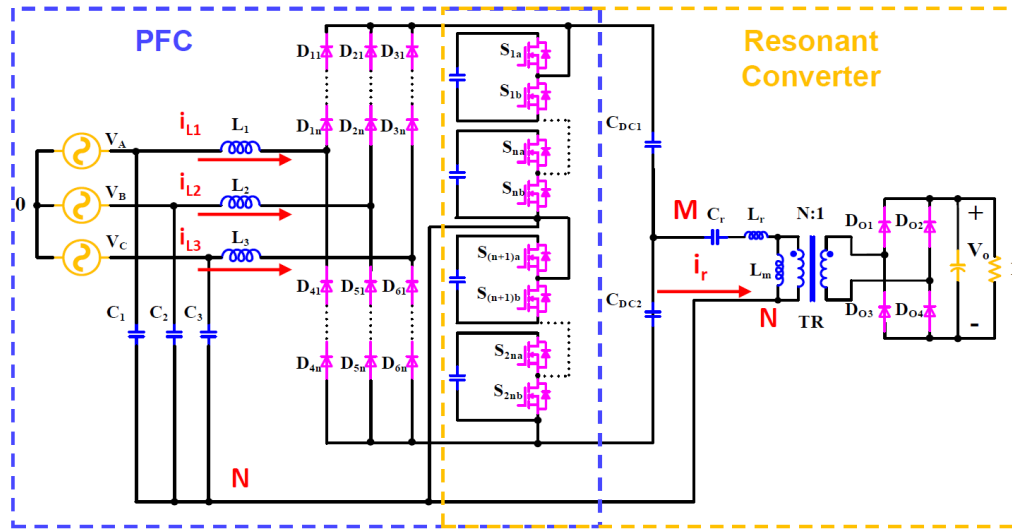 PFC
Resonant
Converter
D11 D21 D31
S1a
S1b
D1n D2n D3n
CDC1
VA iL1 L1
Sna
Snb
VB iL2 L2
0
VC iL3 L3
M Cr Lr N:1
DO1 DO2
+
Vo
-
S(n+1)a
S(n+1)b
Lm
ir
N
TR
D41 D51 D61
CDC2
DO3 DO4
C1 C2 C3
D4n D5n D6n
S2na
S2nb
N